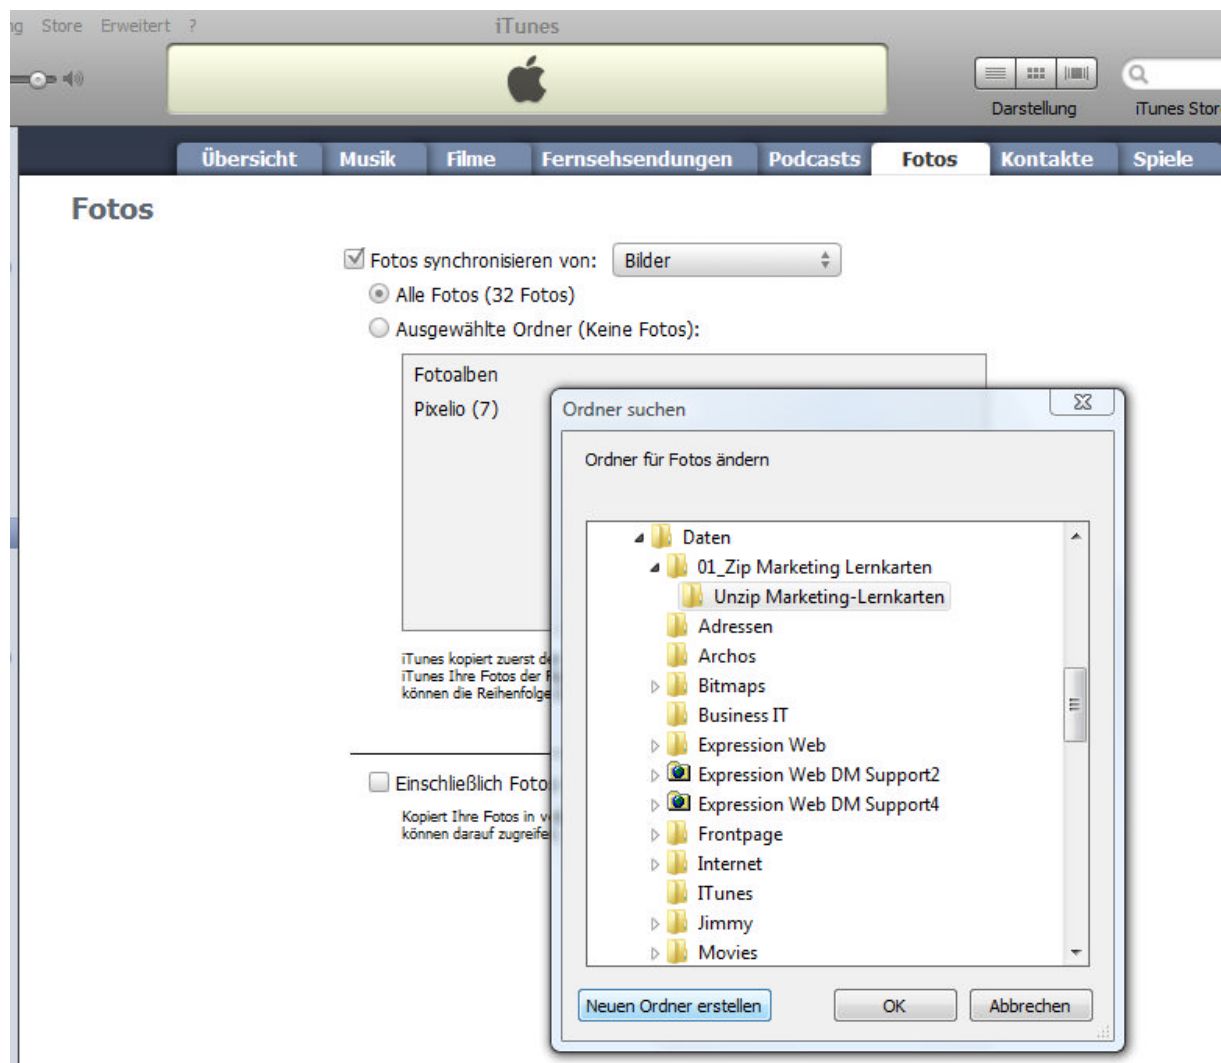 Store Erweitert ? iTunes
Darstellung iTunes Stor
Übersicht Musik Filme Fernsehsendungen Podcasts Fotos Kontakte Spiele
Fotos
Fotos synchronisieren von: Bilder
Alle Fotos (32 Fotos)
Ausgewählte Ordner (Keine Fotos):
Fotoalben
Pixelio (7)
iTunes kopiert zuerst
iTunes Ihre Fotos der
können die Reihenfolge
Einschließlich Foto
Kopiert Ihre Fotos in
können darauf zugreife
Ordner suchen
Ordner für Fotos ändern
Daten
01_Zip Marketing Lernkarten
Unzip Marketing-Lernkarten
Adressen
Archos
Bitmaps
Business IT
Expression Web
Expression Web DM Support2
Expression Web DM Support4
Frontpage
Internet
ITunes
Jimmy
Movies
Neuen Ordner erstellen OK Abbrechen